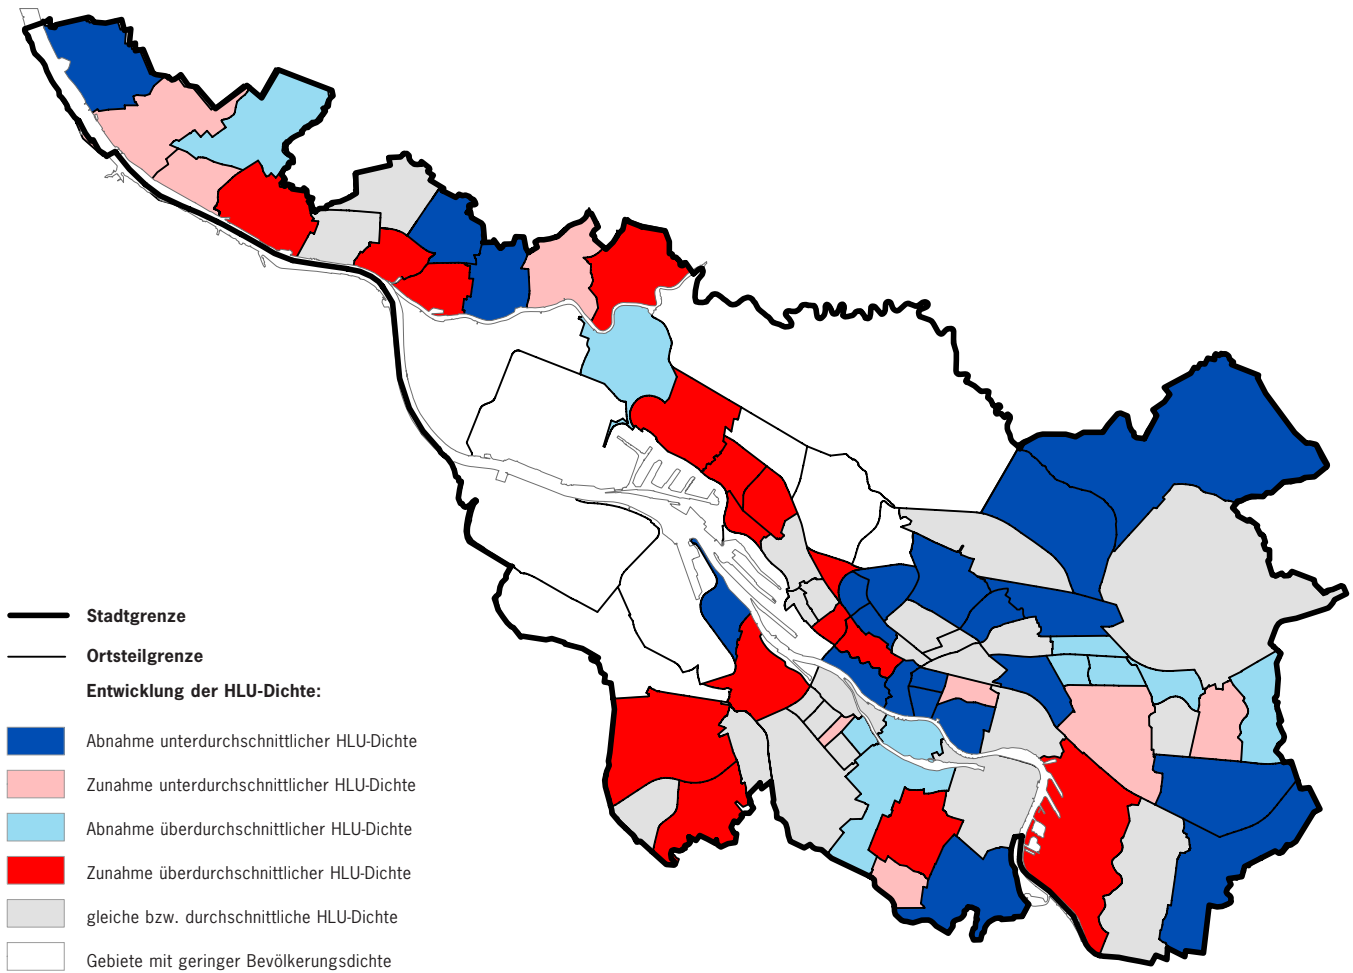 Stadtgrenze
Ortsteilgrenze
Entwicklung der HLU-Dichte:
Abnahme unterdurchschnittlicher HLU-Dichte
Zunahme unterdurchschnittlicher HLU-Dichte
Abnahme überdurchschnittlicher HLU-Dichte
Zunahme überdurchschnittlicher HLU-Dichte
gleiche bzw. durchschnittliche HLU-Dichte
Gebiete mit geringer Bevölkerungsdichte